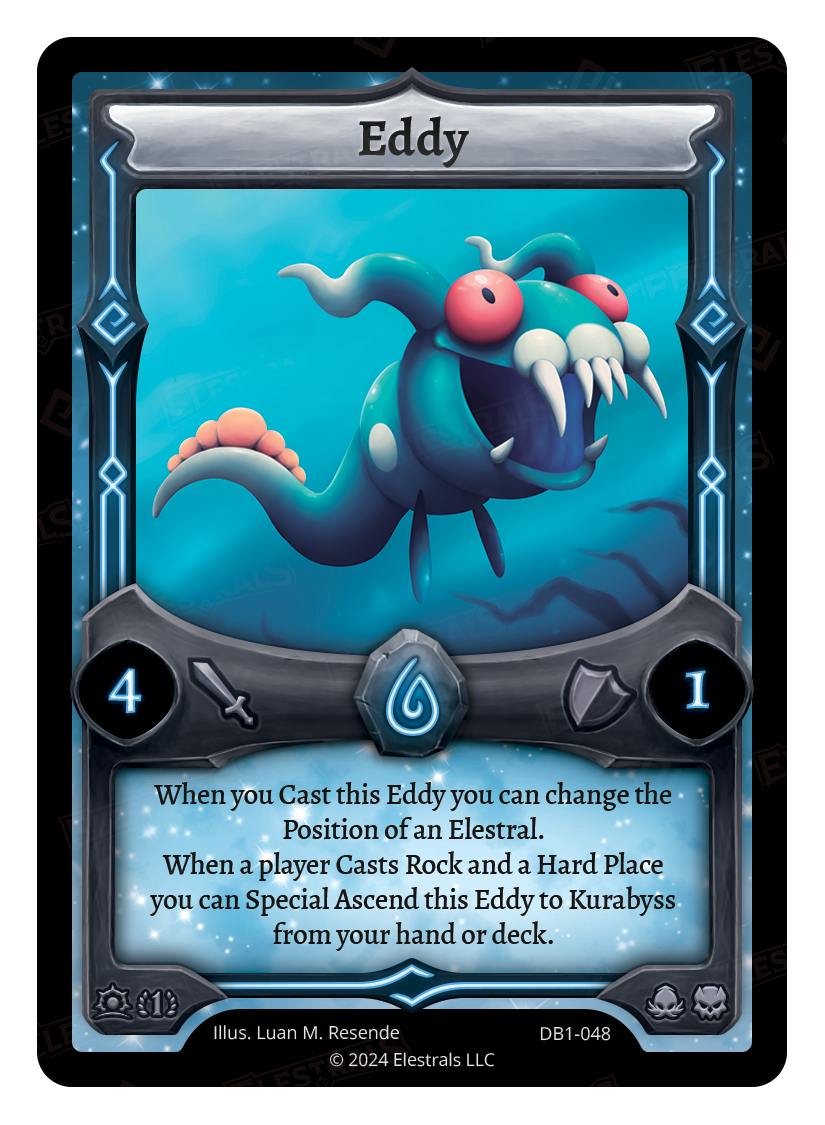 Eddy
4
1
When you Cast this Eddy you can change the
Position of an Elestral.
When a player Casts Rock and a Hard Place
you can Special Ascend this Eddy to Kurabyss
from your hand or deck.
1
Illus. Luan M. Resende
DB1-048
© 2024 Elestrals LLC